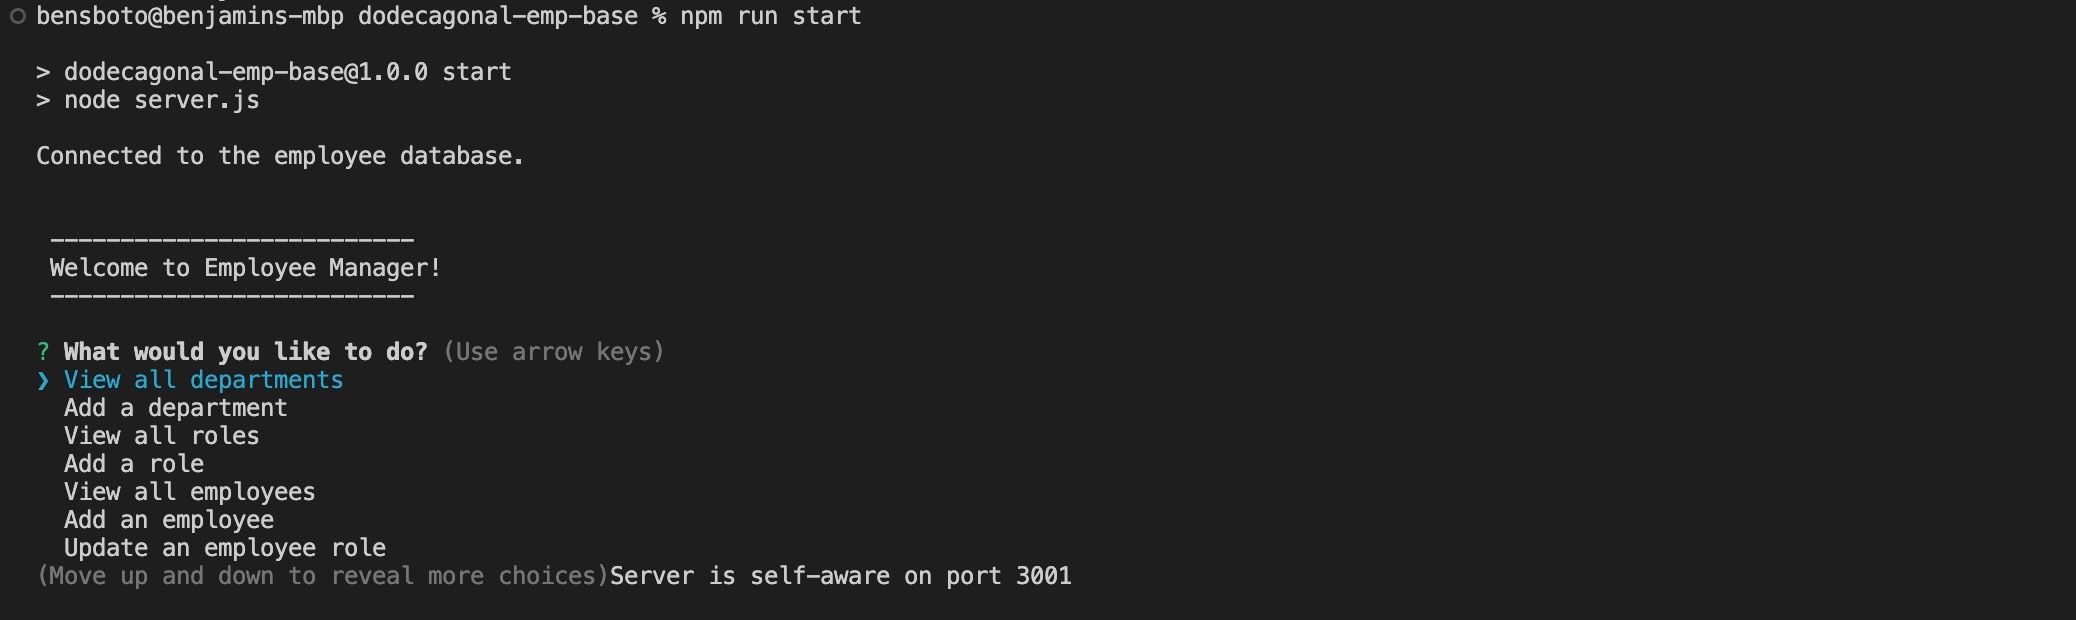 bensboto@benjamins-mbp dodecagonal-emp-base % npm run start
> dodecagonal-emp-base@1.0.0 start
> node server.js
Connected to the employee database.
--------------------------
Welcome to Employee Manager!
--------------------------
? What would you like to do? (Use arrow keys)
❯ View all departments
Add a department
View all roles
Add a role
View all employees
Add an employee
Update an employee role
(Move up and down to reveal more choices)Server is self-aware on port 3001